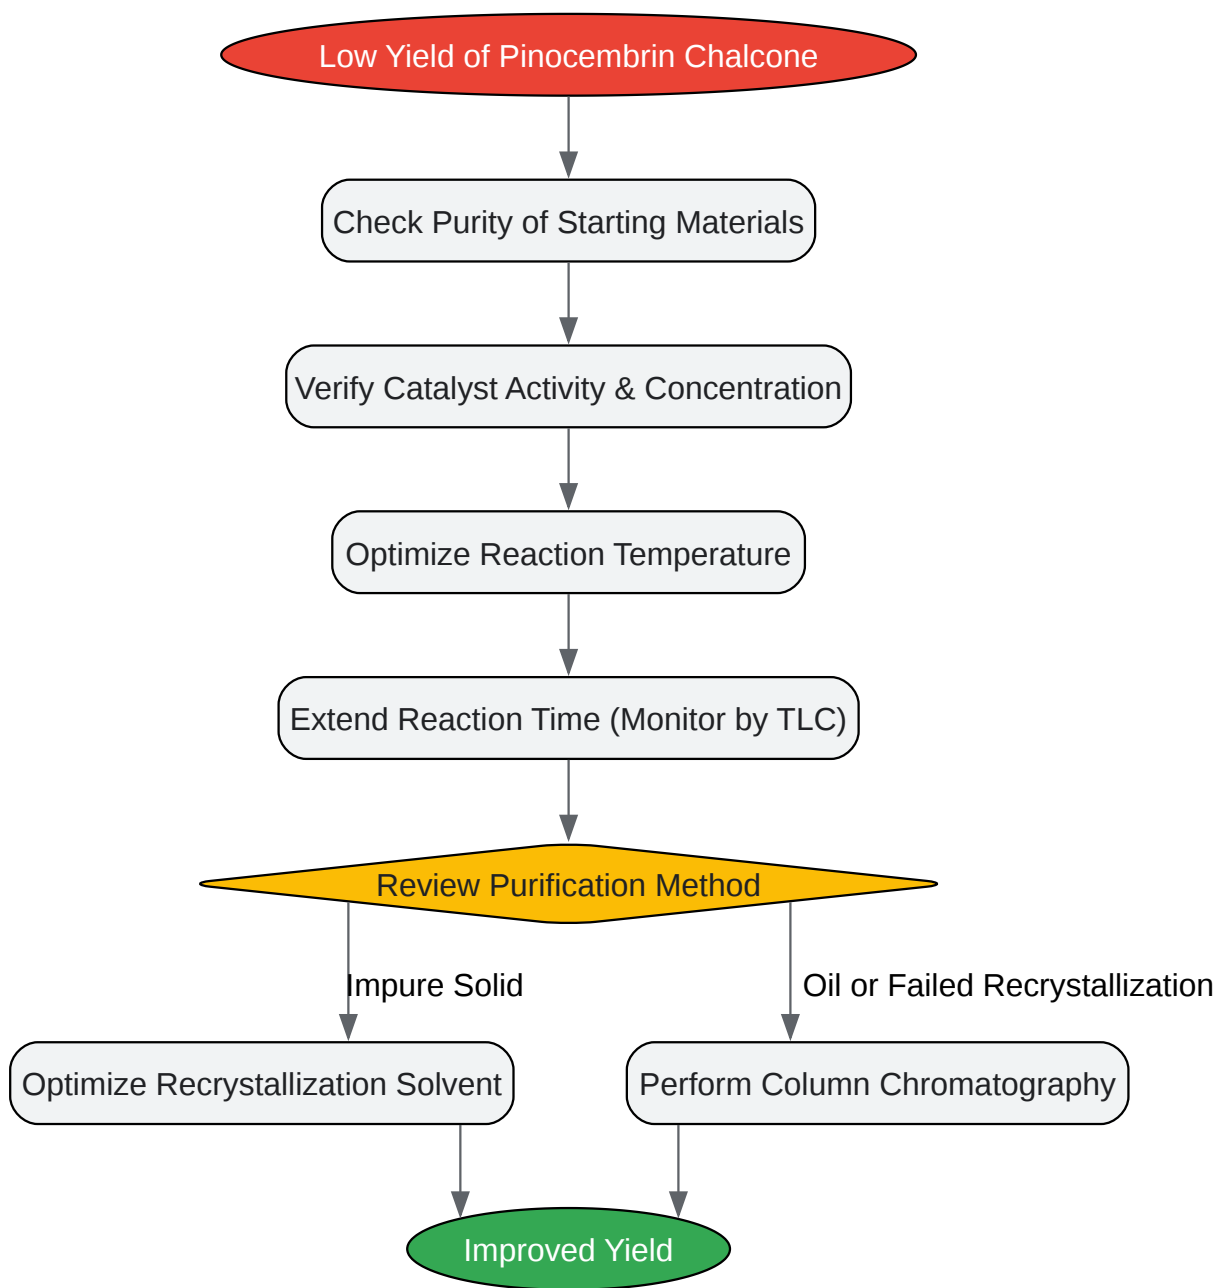 Low Yield of Pinocembrin Chalcone
Check Purity of Starting Materials
Verify Catalyst Activity & Concentration
Optimize Reaction Temperature
Extend Reaction Time (Monitor by TLC)
Review Purification Method
Impure Solid
Oil or Failed Recrystallization
Optimize Recrystallization Solvent
Perform Column Chromatography
Improved Yield